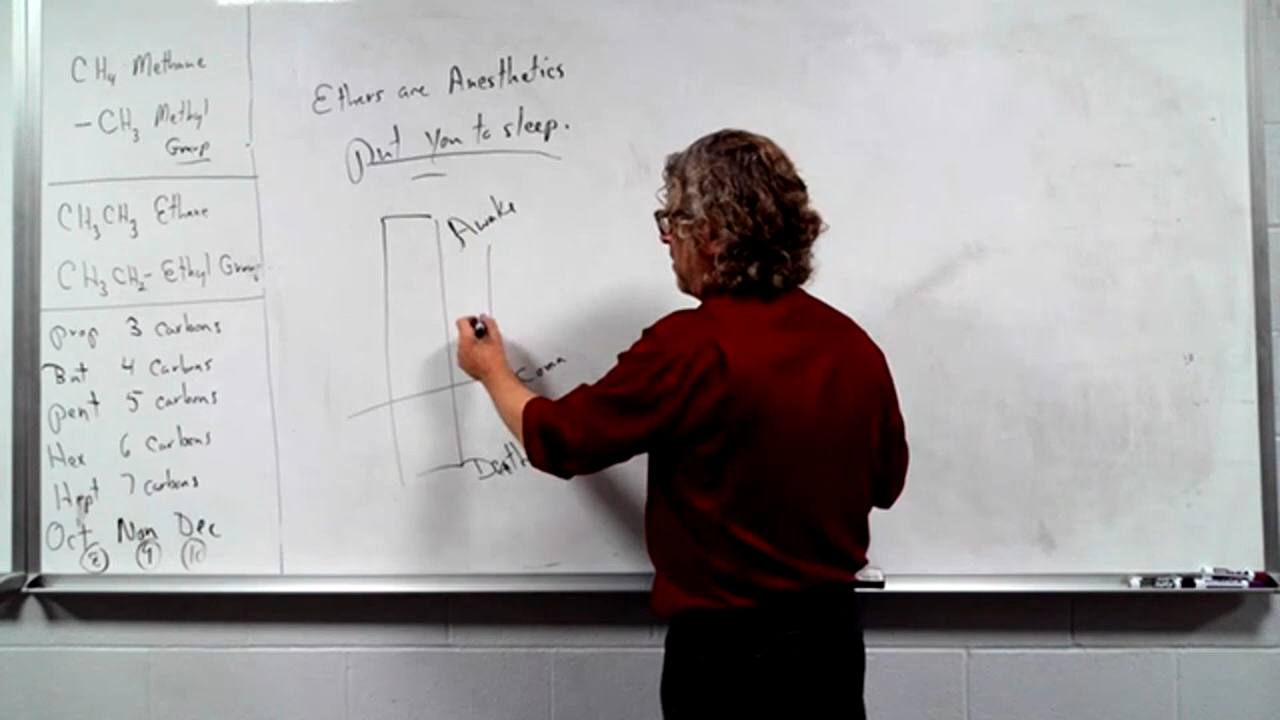 CH4 Methane
-CH3 Methyl
Group
CH3CH3 Ethane
CH3CH2- Ethyl Group
Prop 3 carbons
But 4 carbons
Pent 5 carbons
Hex 6 carbons
Hept 7 carbons
Oct Non Dec
8 9 10
Ethers are Anesthetics
Put you to sleep.
Awake
Coma
Death